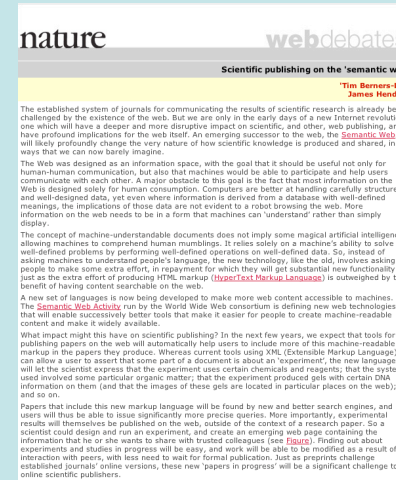 nature
webdebate
Scientific publishing on the 'semantic w
'Tim Berners-
James Hend
The established system of journals for communicating the results of scientific research is already be
challenged by the existence of the web. But we are only in the early days of a new Internet revoluti
one which will have a deeper and more disruptive impact on scientific, and other, web publishing, an
have profound implications for the web itself. An emerging successor to the web, the Semantic Web
will likely profoundly change the very nature of how scientific knowledge is produced and shared, in
ways that we can now barely imagine.
The Web was designed as an information space, with the goal that it should be useful not only for
human-human communication, but also that machines would be able to participate and help users
communicate with each other. A major obstacle to this goal is the fact that most information on the
Web is designed solely for human consumption. Computers are better at handling carefully structure
and well-designed data, yet even where information is derived from a database with well-defined
meanings, the implications of those data are not evident to a robot browsing the web. More
information on the web needs to be in a form that machines can 'understand' rather than simply
display.
The concept of machine-understandable documents does not imply some magical artificial intelligen
allowing machines to comprehend human mumblings. It relies solely on a machine's ability to solve
well-defined problems by performing well-defined operations on well-defined data. So, instead of
asking machines to understand people's language, the new technology, like the old, involves asking
people to make some extra effort, in repayment for which they will get substantial new functionality
just as the extra effort of producing HTML markup (HyperText Markup Language) is outweighed by t
benefit of having content searchable on the web.
A new set of languages is now being developed to make more web content accessible to machines.
The Semantic Web Activity run by the World Wide Web consortium is defining new web technologies
that will enable successively better tools that make it easier for people to create machine-readable
content and make it widely available.
What impact might this have on scientific publishing? In the next few years, we expect that tools for
publishing papers on the web will automatically help users to include more of this machine-readable
markup in the papers they produce. Whereas current tools using XML (Extensible Markup Language)
can allow a user to assert that some part of a document is about an 'experiment', the new language
will let the scientist express that the experiment uses certain chemicals and reagents; that the syste
used involved some particular organic matter; that the experiment produced gels with certain DNA
information on them (and that the images of these gels are located in particular places on the web);
and so on.
Papers that include this new markup language will be found by new and better search engines, and
users will thus be able to issue significantly more precise queries. More importantly, experimental
results will themselves be published on the web, outside of the context of a research paper. So a
scientist could design and run an experiment, and create an emerging web page containing the
information that he or she wants to share with trusted colleagues (see Figure). Finding out about
experiments and studies in progress will be easy, and work will be able to be modified as a result of
interaction with peers, with less need to wait for formal publication. Just as preprints challenge
established journals' online versions, these new 'papers in progress' will be a significant challenge to
online scientific publishers.